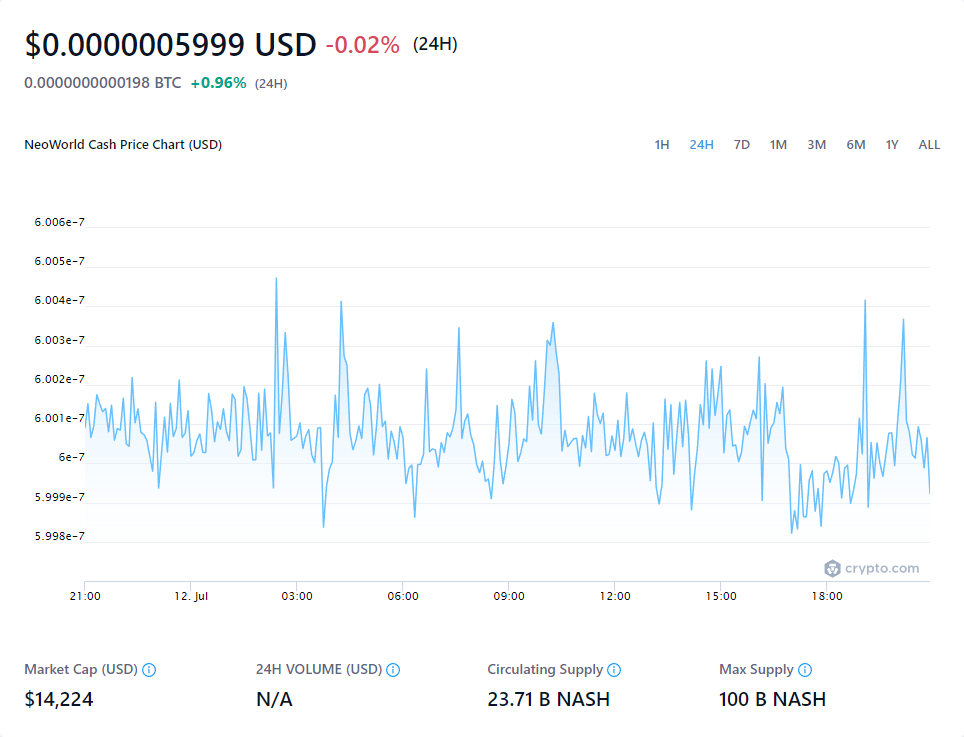 $0.0000005999 USD -0.02% (24H)
0.0000000000198 BTC +0.96% (24H)
NeoWorld Cash Price Chart (USD) 1H 24H 7D 1M 3M 6M 1Y ALL
6.006e-7
6.005e-7
6.004e-7
6.003e-7
6.002e-7
6.001e-7
6e-7
5.999e-7
5.998e-7
crypto.com
21:00 12. Jul 03:00 06:00 09:00 12:00 15:00 18:00
Market Cap (USD) 24H VOLUME (USD) Circulating Supply Max Supply
$14,224 N/A 23.71 B NASH 100 B NASH